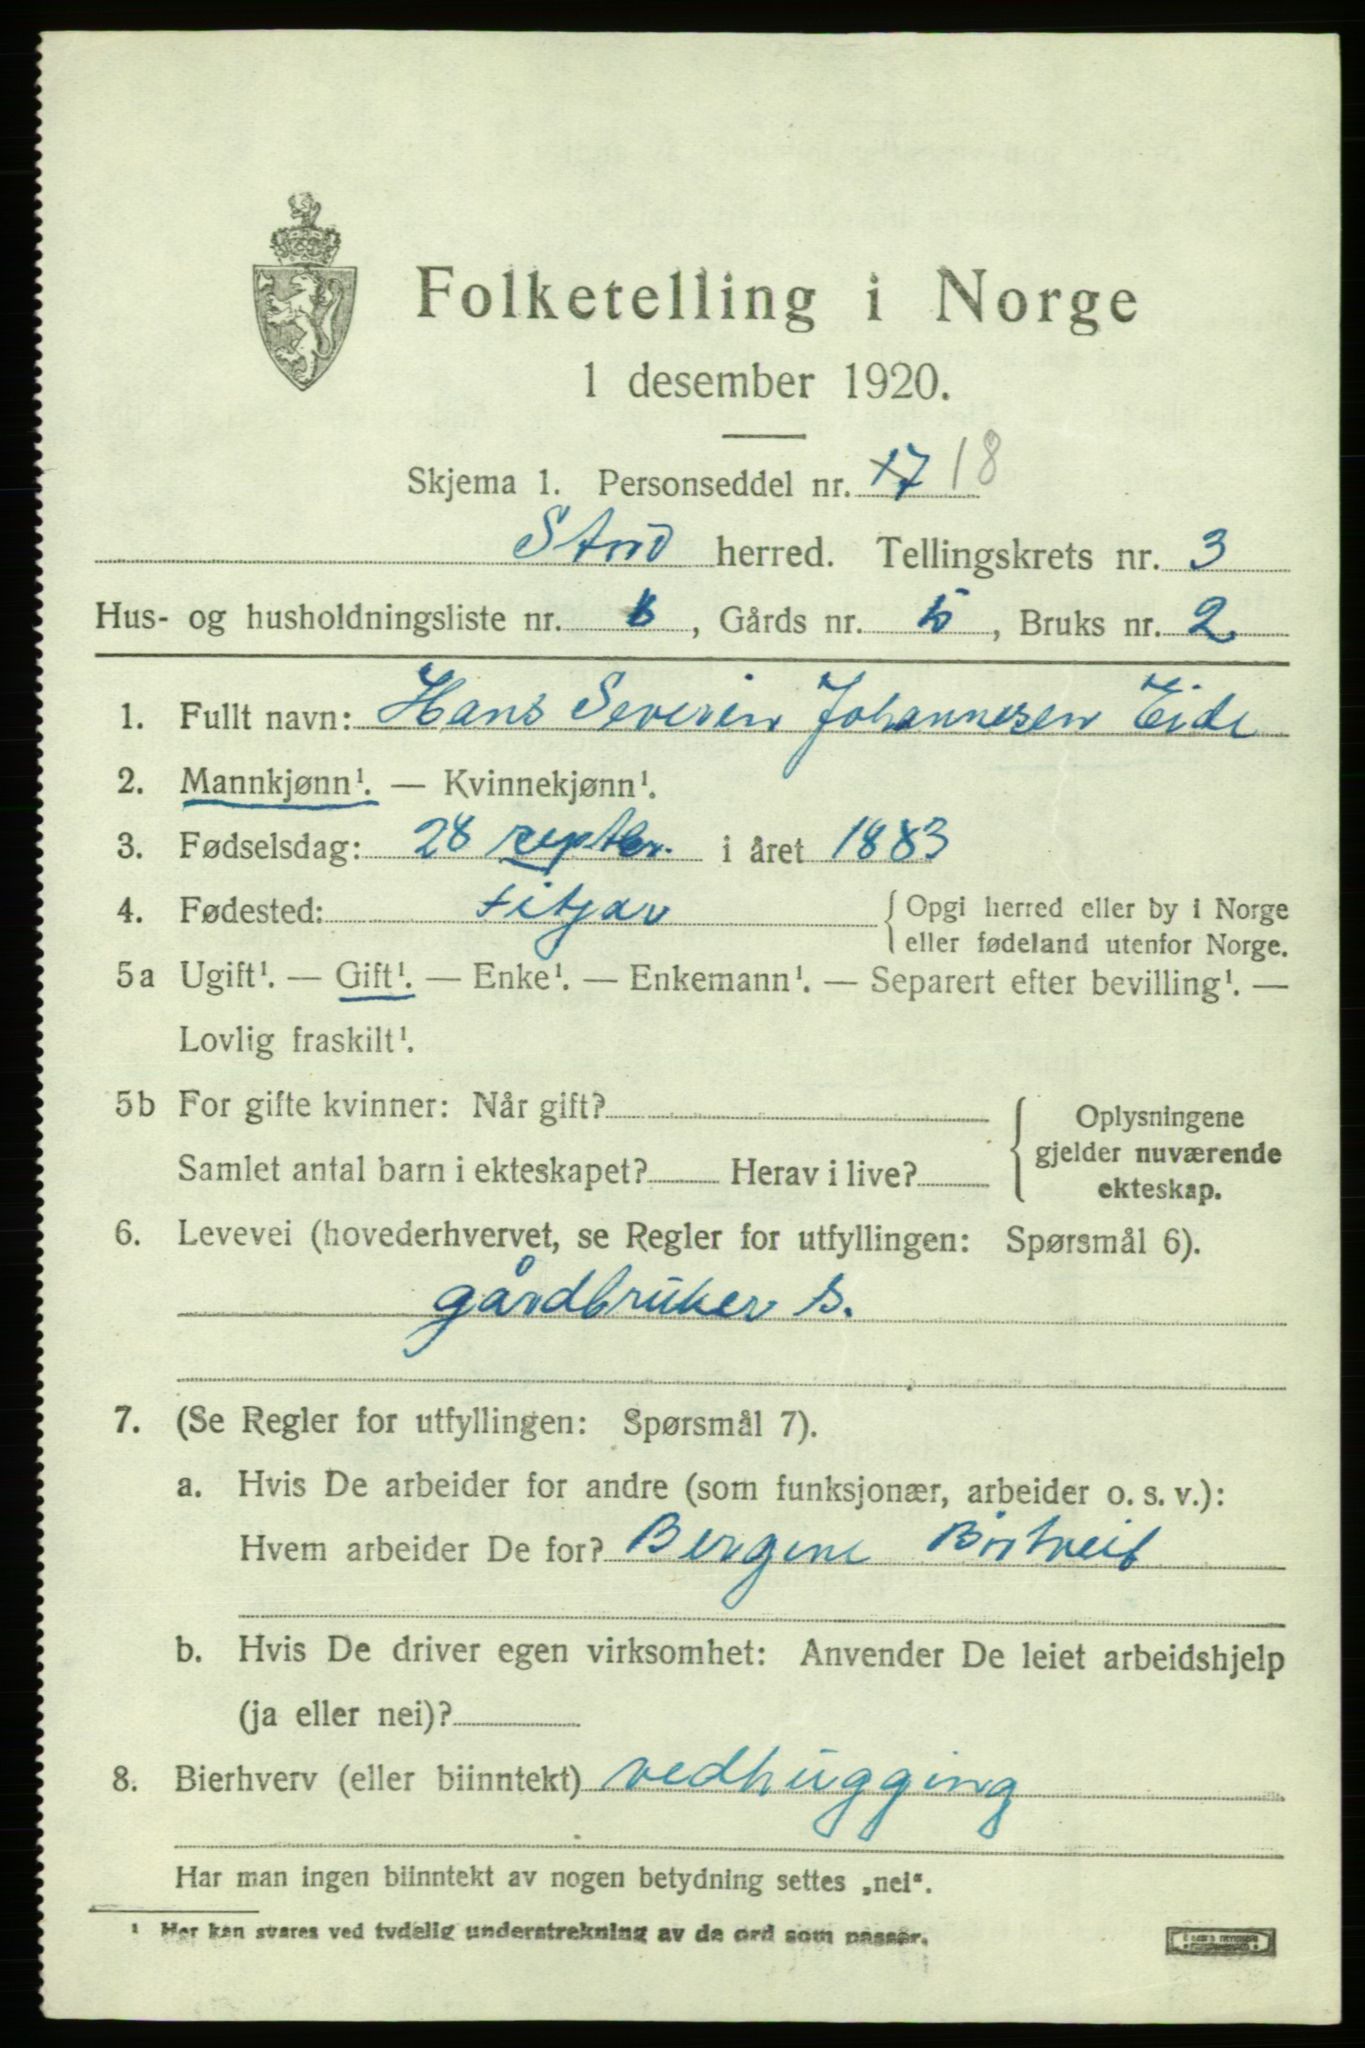 Folketelling i Norge
1 desember 1920.
Skjema 1. Personseddel nr. 17 18
Stord herred. Tellingskrets nr. 3
Hus- og husholdningsliste nr. 6, Gårds nr. 5, Bruks nr. 2
1. Fullt navn: Hans Severin Johannesen Eide
2. Mannkjønn¹. — Kvinnekjønn¹.
3. Fødselsdag: 28 septbr. i året 1883
4. Fødested: Fitjar { Opgi herred eller by i Norge
eller fødeland utenfor Norge.
5a Ugift¹. — Gift¹. — Enke¹. — Enkemann¹. — Separert efter bevilling¹. —
Lovlig fraskilt¹.
5b For gifte kvinner: Når gift?
Samlet antal barn i ekteskapet? Herav i live?
Oplysningene
gjelder nuværende
ekteskap.
6. Levevei (hovederhvervet, se Regler for utfyllingen: Spørsmål 6).
gårdbruker s.
7. (Se Regler for utfyllingen: Spørsmål 7).
a. Hvis De arbeider for andre (som funksjonær, arbeider o. s. v.):
Hvem arbeider De for? Bergene
b. Hvis De driver egen virksomhet: Anvender De leiet arbeidshjelp
(ja eller nei)?
8. Bierhverv (eller biinntekt) vedhugging
Har man ingen biinntekt av nogen betydning settes „nei".
¹ Her kan svares ved tydelig understrekning av de ord som passer.